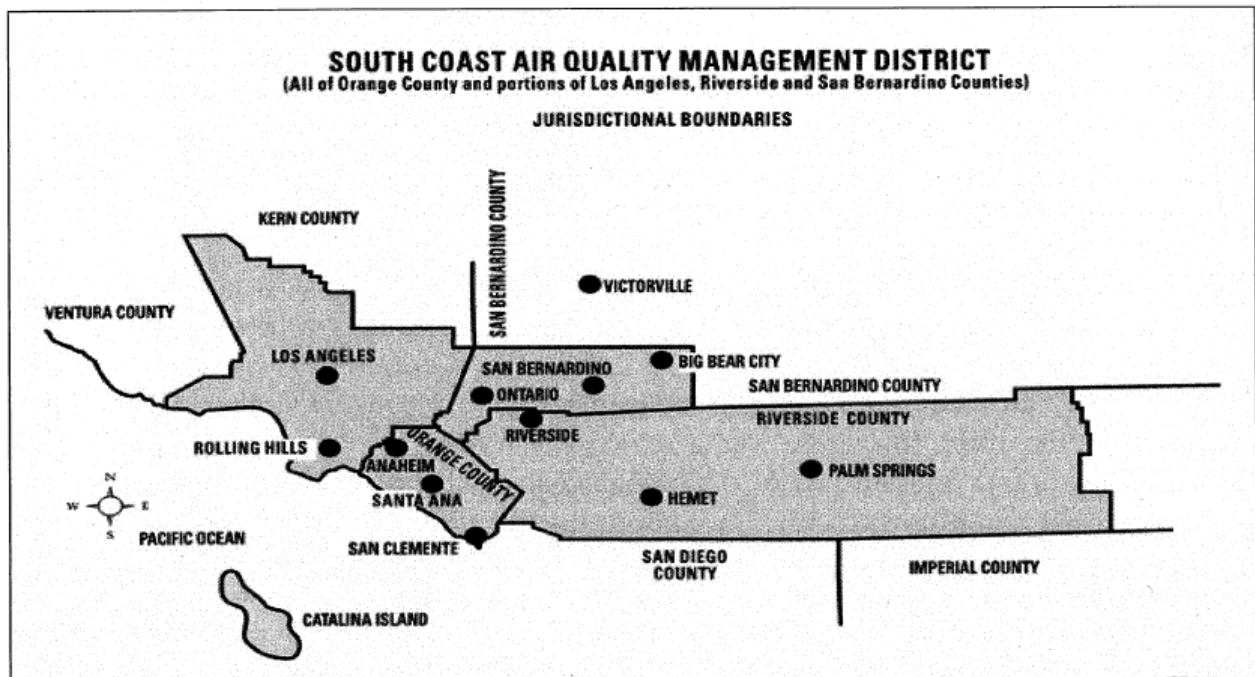 SOUTH COAST AIR QUALITY MANAGEMENT DISTRICT
(All of Orange County and portions of Los Angeles, Riverside and San Bernardino Counties)
JURISDICTIONAL BOUNDARIES
KERN COUNTY
SAN BERNARDINO COUNTY
VICTORVILLE
VENTURA COUNTY
LOS ANGELES
SAN BERNARDINO
BIG BEAR CITY
ONTARIO
SAN BERNARDINO COUNTY
RIVERSIDE COUNTY
RIVERSIDE
ROLLING HILLS
ANAHEIM
ORANGE COUNTY
PALM SPRINGS
SANTA ANA
HEMET
N
W
E
S
PACIFIC OCEAN
SAN CLEMENTE
SAN DIEGO
COUNTY
IMPERIAL COUNTY
CATALINA ISLAND